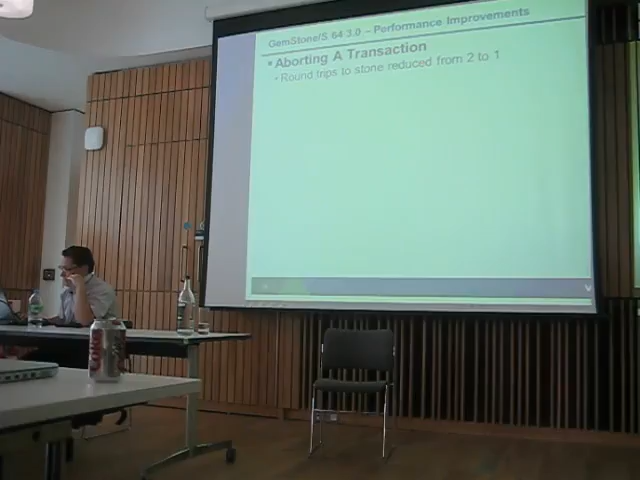 GemStone/S 64 3.0 – Performance Improvements
▪Aborting A Transaction
• Round trips to stone reduced from 2 to 1